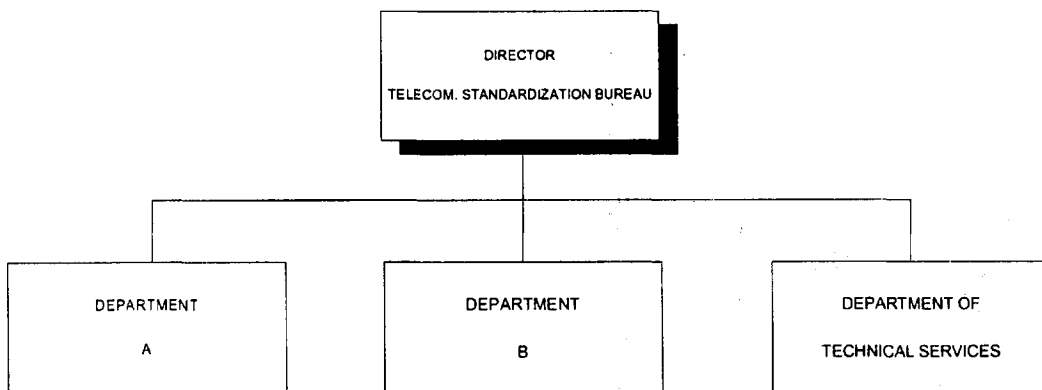 DIRECTOR
TELECOM. STANDARDIZATION BUREAU
DEPARTMENT
A
DEPARTMENT
B
DEPARTMENT OF
TECHNICAL SERVICES